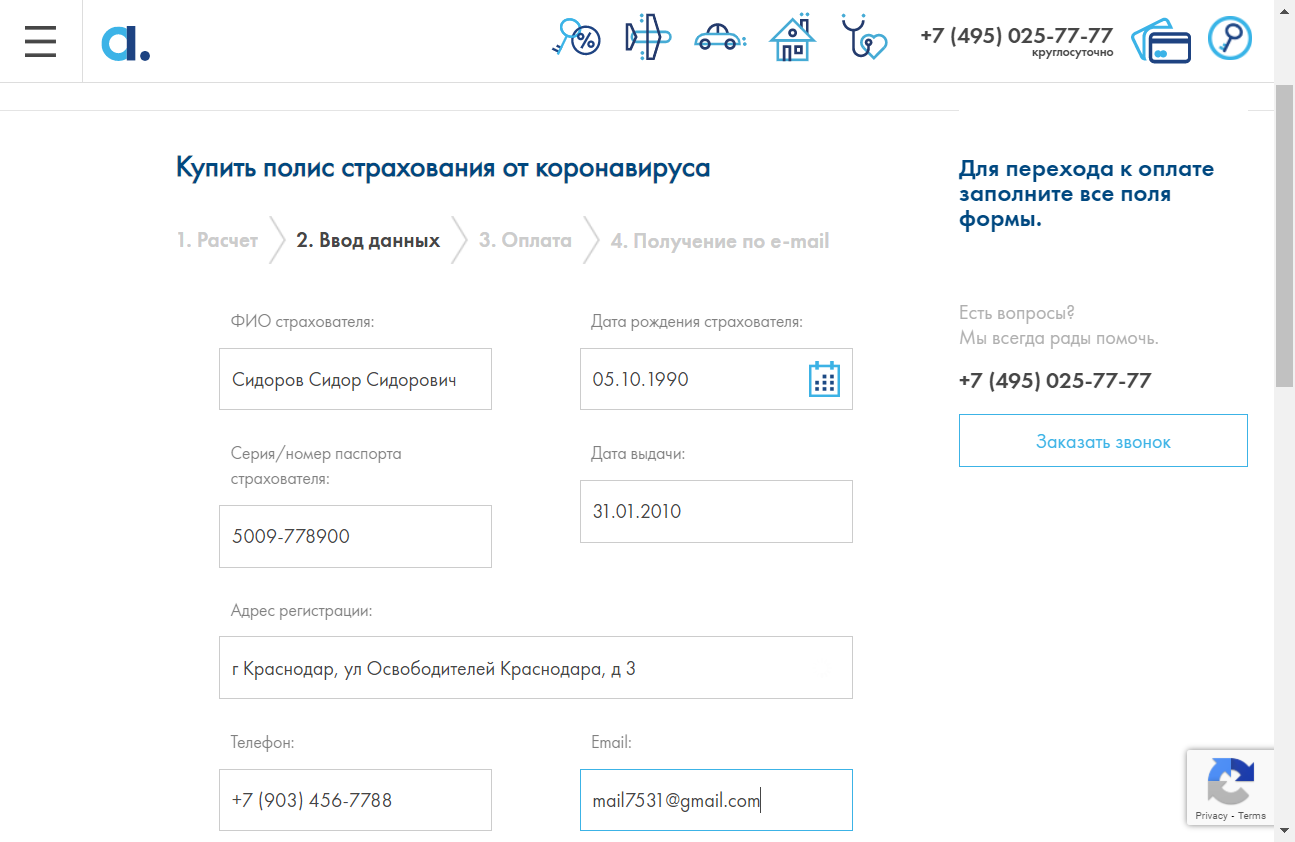 a.
%
+7 (495) 025-77-77
круглосуточно
Купить полис страхования от коронавируса
1. Расчет
2. Ввод данных
3. Оплата
4. Получение по e-mail
ФИО страхователя:
Дата рождения страхователя:
Сидоров Сидор Сидорович
05.10.1990
Серия/номер паспорта
страхователя:
Дата выдачи:
5009-778900
31.01.2010
Адрес регистрации:
г Краснодар, ул Освободителей Краснодара, д 3
Телефон:
Email:
+7 (903) 456-7788
mail7531@gmail.com
Для перехода к оплате
заполните все поля
формы.
Есть вопросы?
Мы всегда рады помочь.
+7 (495) 025-77-77
Заказать звонок
Privacy - Terms